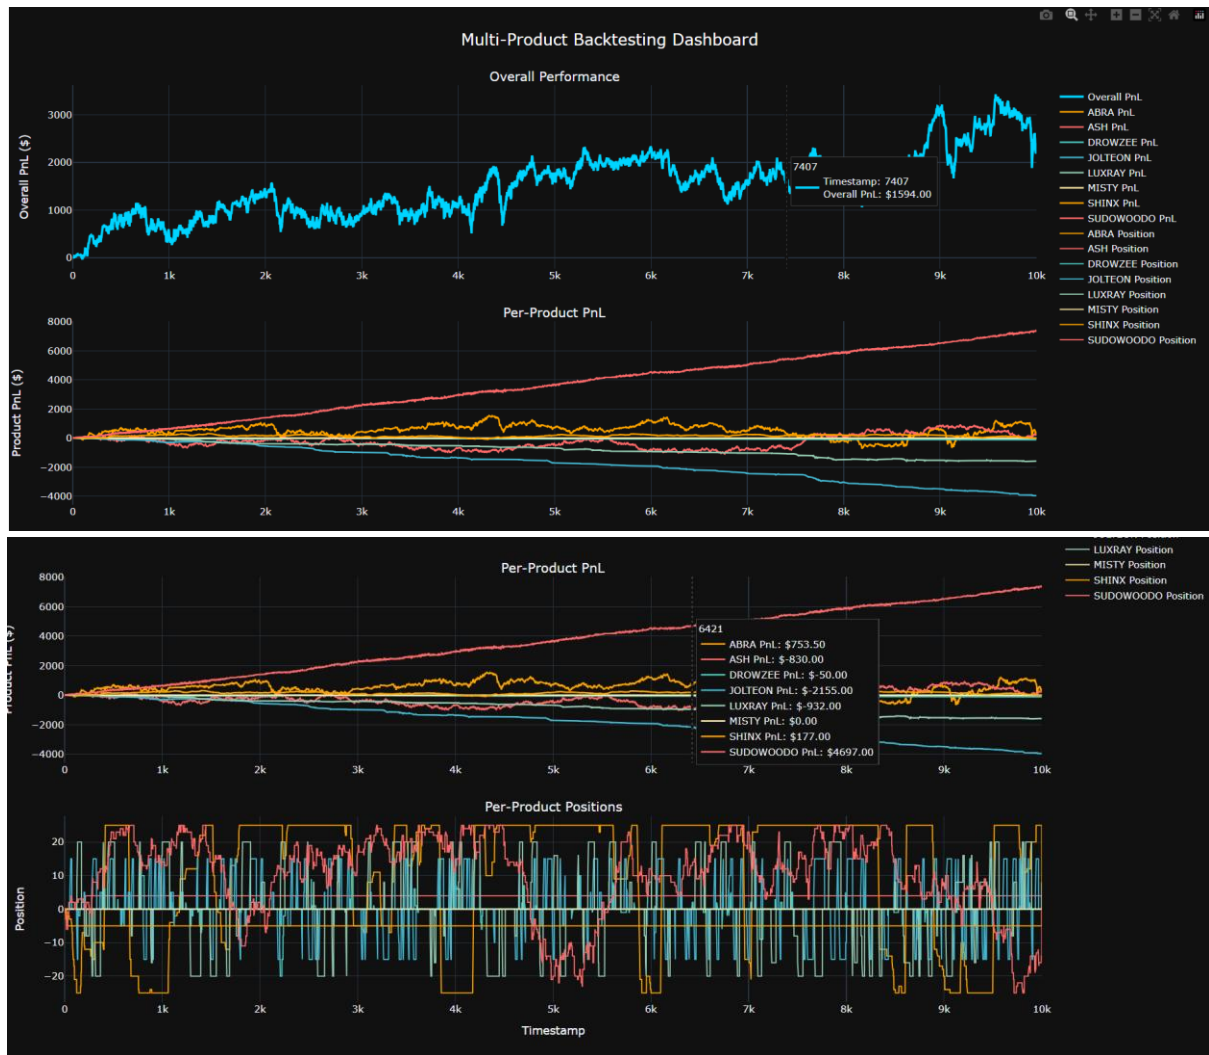 Multi-Product Backtesting Dashboard
Overall Performance
Overall PnL ($)
3000
2000
1000
0
0 1k 2k 3k 4k 5k 6k 7k 8k 9k 10k
7407
Timestamp: 7407
Overall PnL: $1594.00
Overall PnL
ABRA PnL
ASH PnL
DROWZEE PnL
JOLTEON PnL
LUXRAY PnL
MISTY PnL
SHINX PnL
SUDOWOODO PnL
ABRA Position
ASH Position
DROWZEE Position
JOLTEON Position
LUXRAY Position
MISTY Position
SHINX Position
SUDOWOODO Position
Per-Product PnL
Product PnL ($)
8000
6000
4000
2000
0
−2000
−4000
0 1k 2k 3k 4k 5k 6k 7k 8k 9k 10k
LUXRAY Position
MISTY Position
SHINX Position
SUDOWOODO Position
Per-Product PnL
8000
6000
4000
2000
0
−2000
−4000
0 1k 2k 3k 4k 5k 6k 7k 8k 9k 10k
6421
ABRA PnL: $753.50
ASH PnL: $-830.00
DROWZEE PnL: $-50.00
JOLTEON PnL: $-2155.00
LUXRAY PnL: $-932.00
MISTY PnL: $0.00
SHINX PnL: $177.00
SUDOWOODO PnL: $4697.00
Per-Product Positions
Position
20
10
0
−10
−20
0 1k 2k 3k 4k 5k 6k 7k 8k 9k 10k
Timestamp